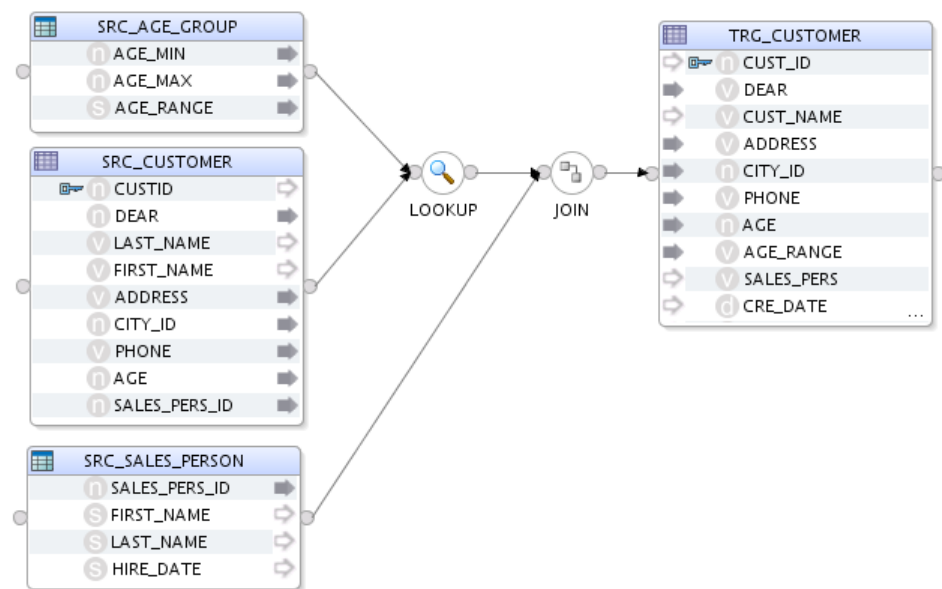 SRC_AGE_GROUP
n AGE_MIN
n AGE_MAX
S AGE_RANGE
SRC_CUSTOMER
n CUSTID
n DEAR
v LAST_NAME
v FIRST_NAME
v ADDRESS
n CITY_ID
v PHONE
n AGE
n SALES_PERS_ID
SRC_SALES_PERSON
n SALES_PERS_ID
S FIRST_NAME
S LAST_NAME
S HIRE_DATE
LOOKUP
JOIN
TRG_CUSTOMER
n CUST_ID
v DEAR
v CUST_NAME
v ADDRESS
n CITY_ID
v PHONE
n AGE
v AGE_RANGE
v SALES_PERS
d CRE_DATE
...